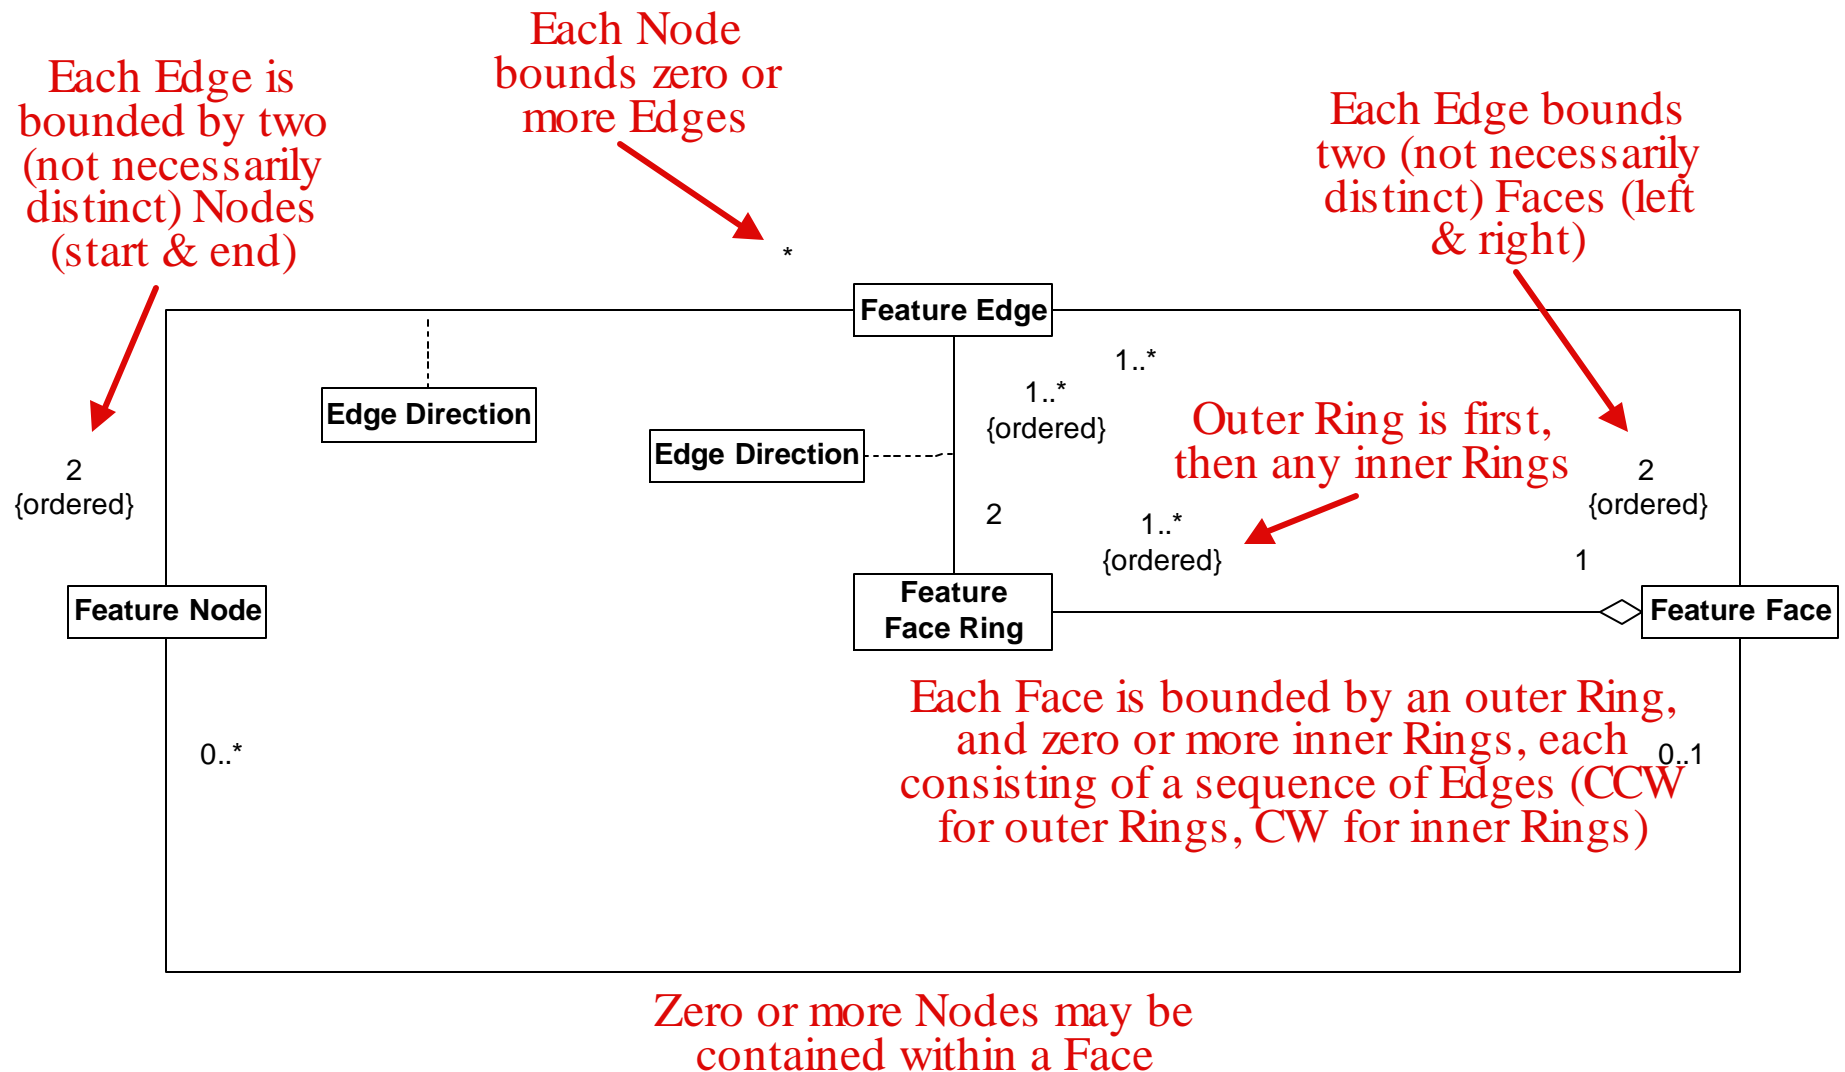 Each Edge is
bounded by two
(not necessarily
distinct) Nodes
(start & end)
Each Node
bounds zero or
more Edges
Each Edge bounds
two (not necessarily
distinct) Faces (left
& right)
*
Feature Edge
1..*
1..*
{ordered}
Edge Direction
Edge Direction
Outer Ring is first,
then any inner Rings
2
{ordered}
2
{ordered}
2
1..*
{ordered}
1
Feature Node
Feature
Face Ring
Feature Face
Each Face is bounded by an outer Ring,
and zero or more inner Rings, each
consisting of a sequence of Edges (CCW
for outer Rings, CW for inner Rings)
0..*
0..1
Zero or more Nodes may be
contained within a Face